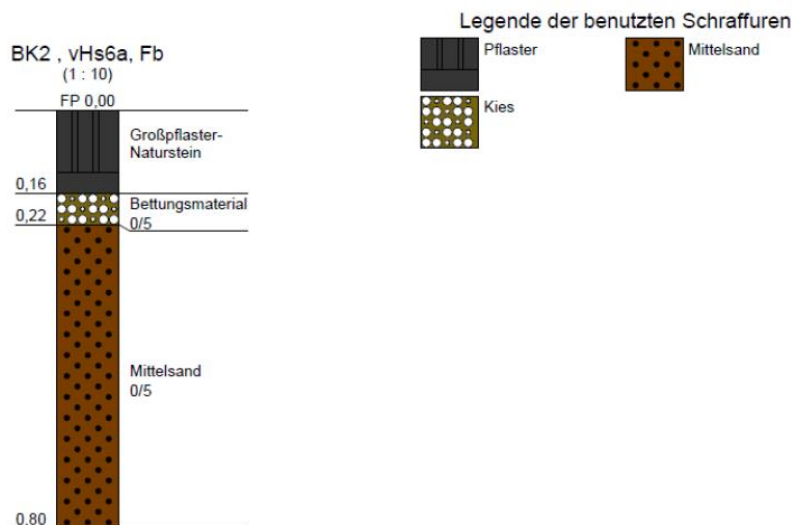 Legende der benutzten Schraffuren
Pflaster
Mittelsand
Kies
BK2 , vHs6a, Fb
(1 : 10)
FP 0,00
Großpflaster-
Naturstein
0,16
Bettungsmaterial
0,22
0/5
Mittelsand
0/5
0,80